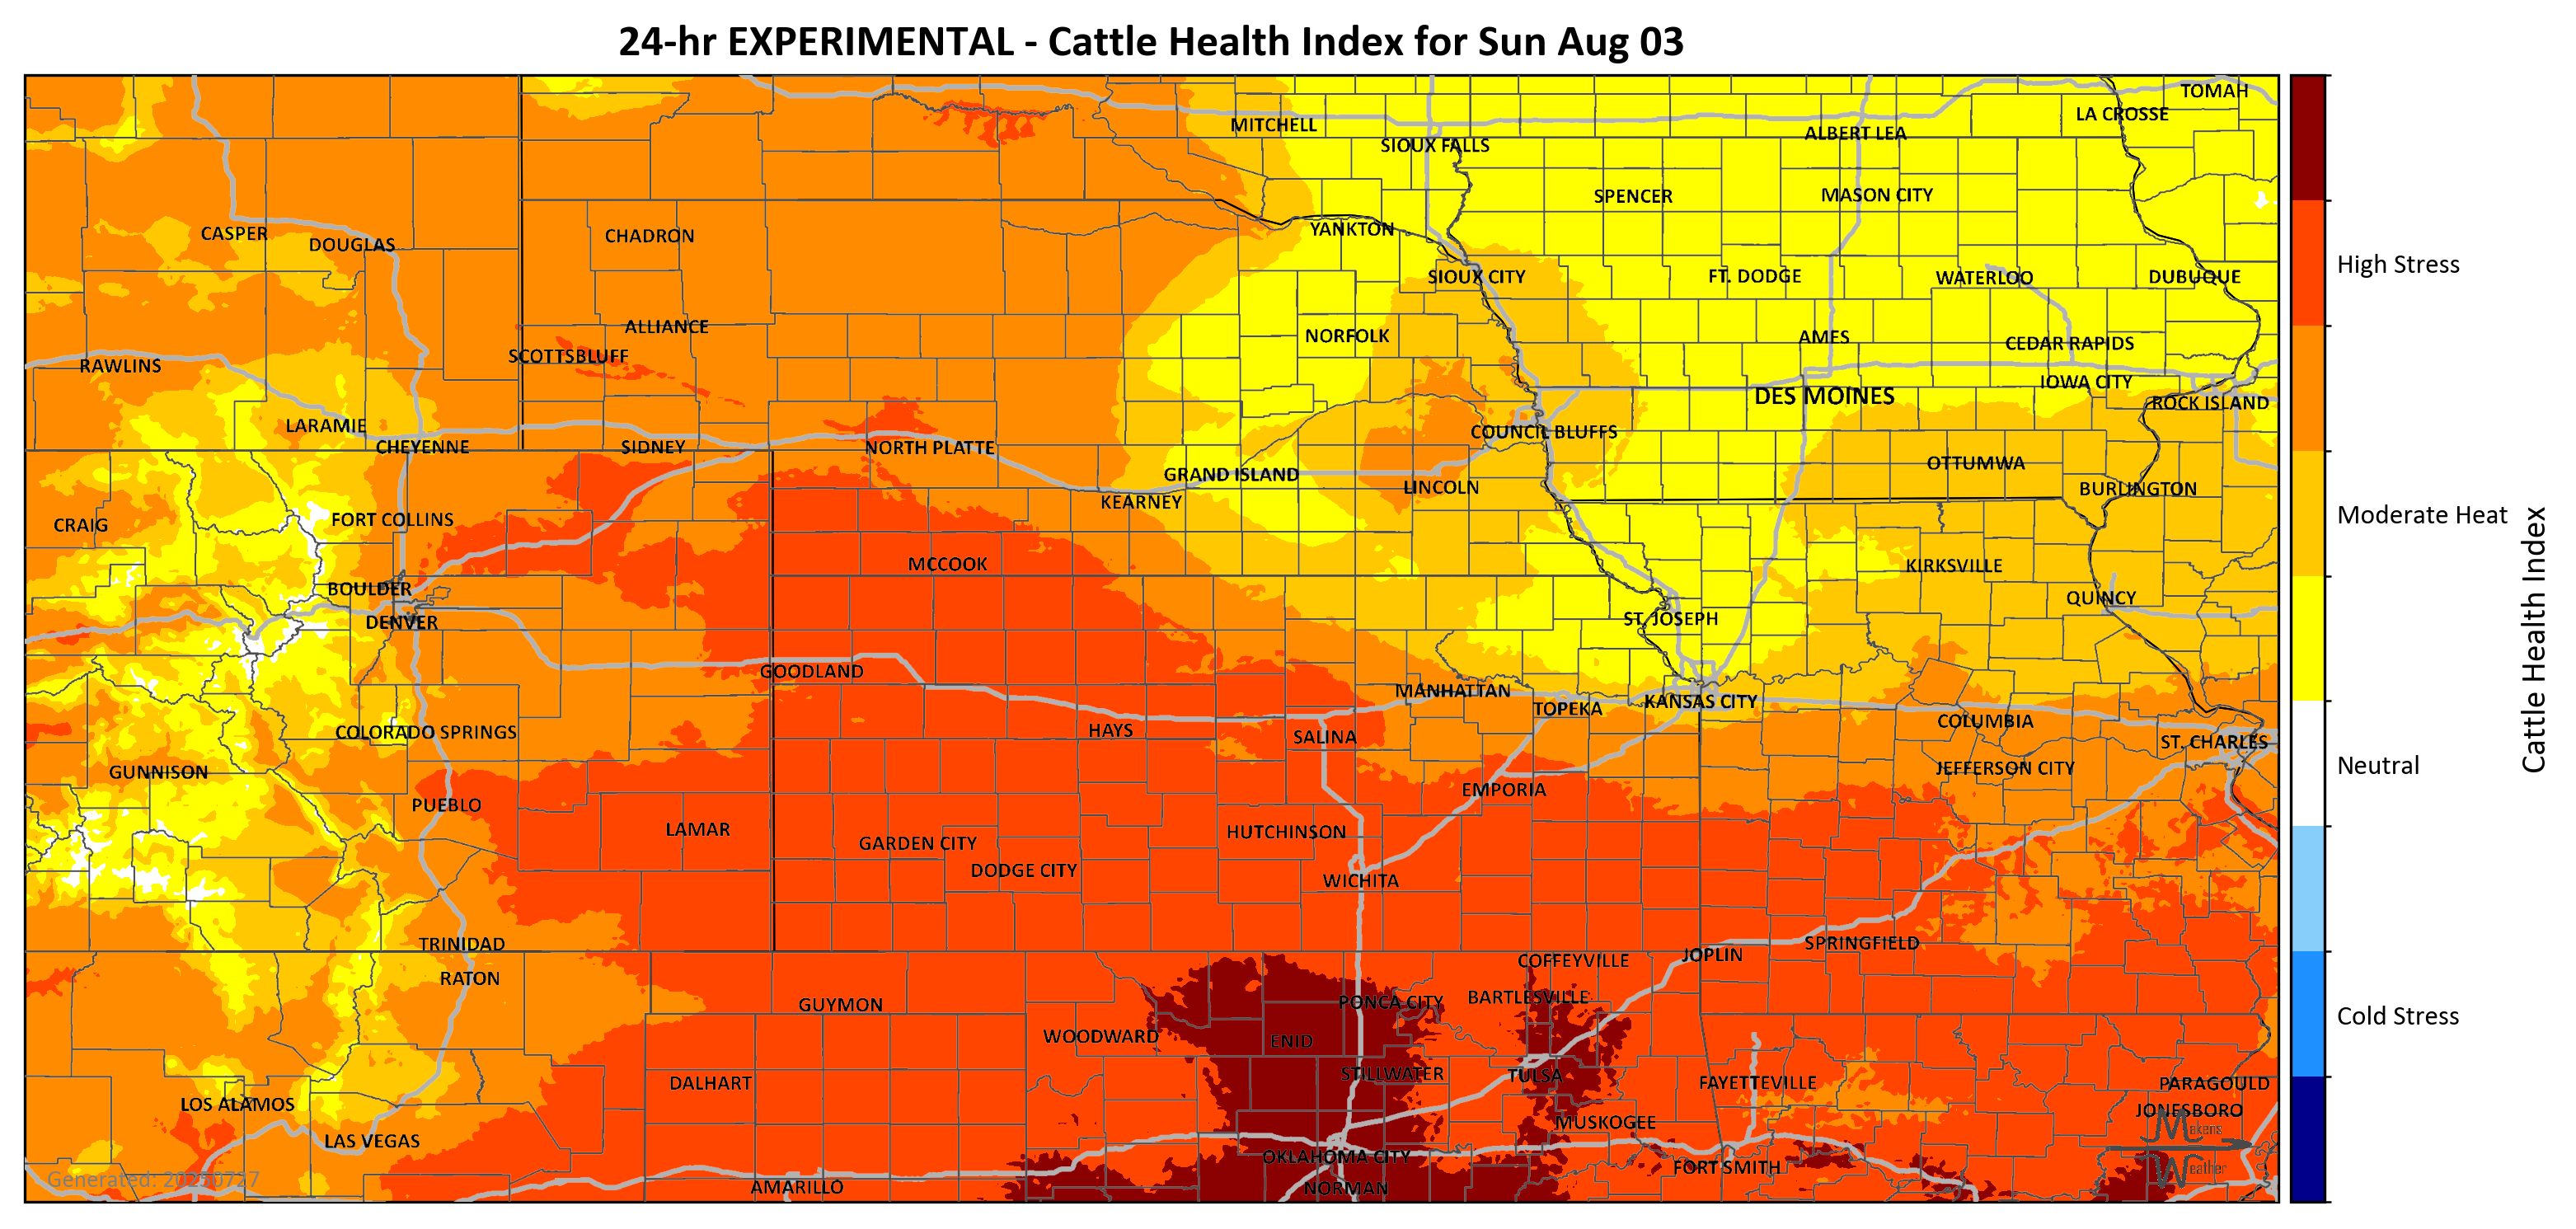 24-hr EXPERIMENTAL - Cattle Health Index for Sun Aug 03
TOMAH
LA CROSSE
MITCHELL
ALBERT LEA
SIOUX FALLS
SPENCER
MASON CITY
YANKTON
CASPER
DOUGLAS
CHADRON
High Stress
SIOUX CITY
FT. DODGE
WATERLOO
DUBUQUE
ALLIANCE
NORFOLK
AMES
CEDAR RAPIDS
SCOTTSBLUFF
RAWLINS
IOWA CITY
DES MOINES
ROCK ISLAND
LARAMIE
COUNCIL BLUFFS
CHEYENNE
SIDNEY
NORTH PLATTE
OTTUMWA
GRAND ISLAND
LINCOLN
BURLINGTON
KEARNEY
Moderate Heat
CRAIG
FORT COLLINS
MCCOOK
KIRKSVILLE
BOULDER
QUINCY
DENVER
ST. JOSEPH
Cattle Health Index
GOODLAND
MANHATTAN
KANSAS CITY
TOPEKA
COLUMBIA
COLORADO SPRINGS
HAYS
SALINA
ST. CHARLES
GUNNISON
JEFFERSON CITY
Neutral
EMPORIA
PUEBLO
LAMAR
HUTCHINSON
GARDEN CITY
DODGE CITY
WICHITA
TRINIDAD
SPRINGFIELD
JOPLIN
COFFEYVILLE
RATON
BARTLESVILLE
PONCA CITY
GUYMON
Cold Stress
WOODWARD
ENID
STILLWATER
TULSA
DALHART
FAYETTEVILLE
PARAGOULD
LOS ALAMOS
JONESBORO
MUSKOGEE
Makens
LAS VEGAS
OKLAHOMA CITY
FORT SMITH
Weather
Generated: 20250727
AMARILLO
NORMAN